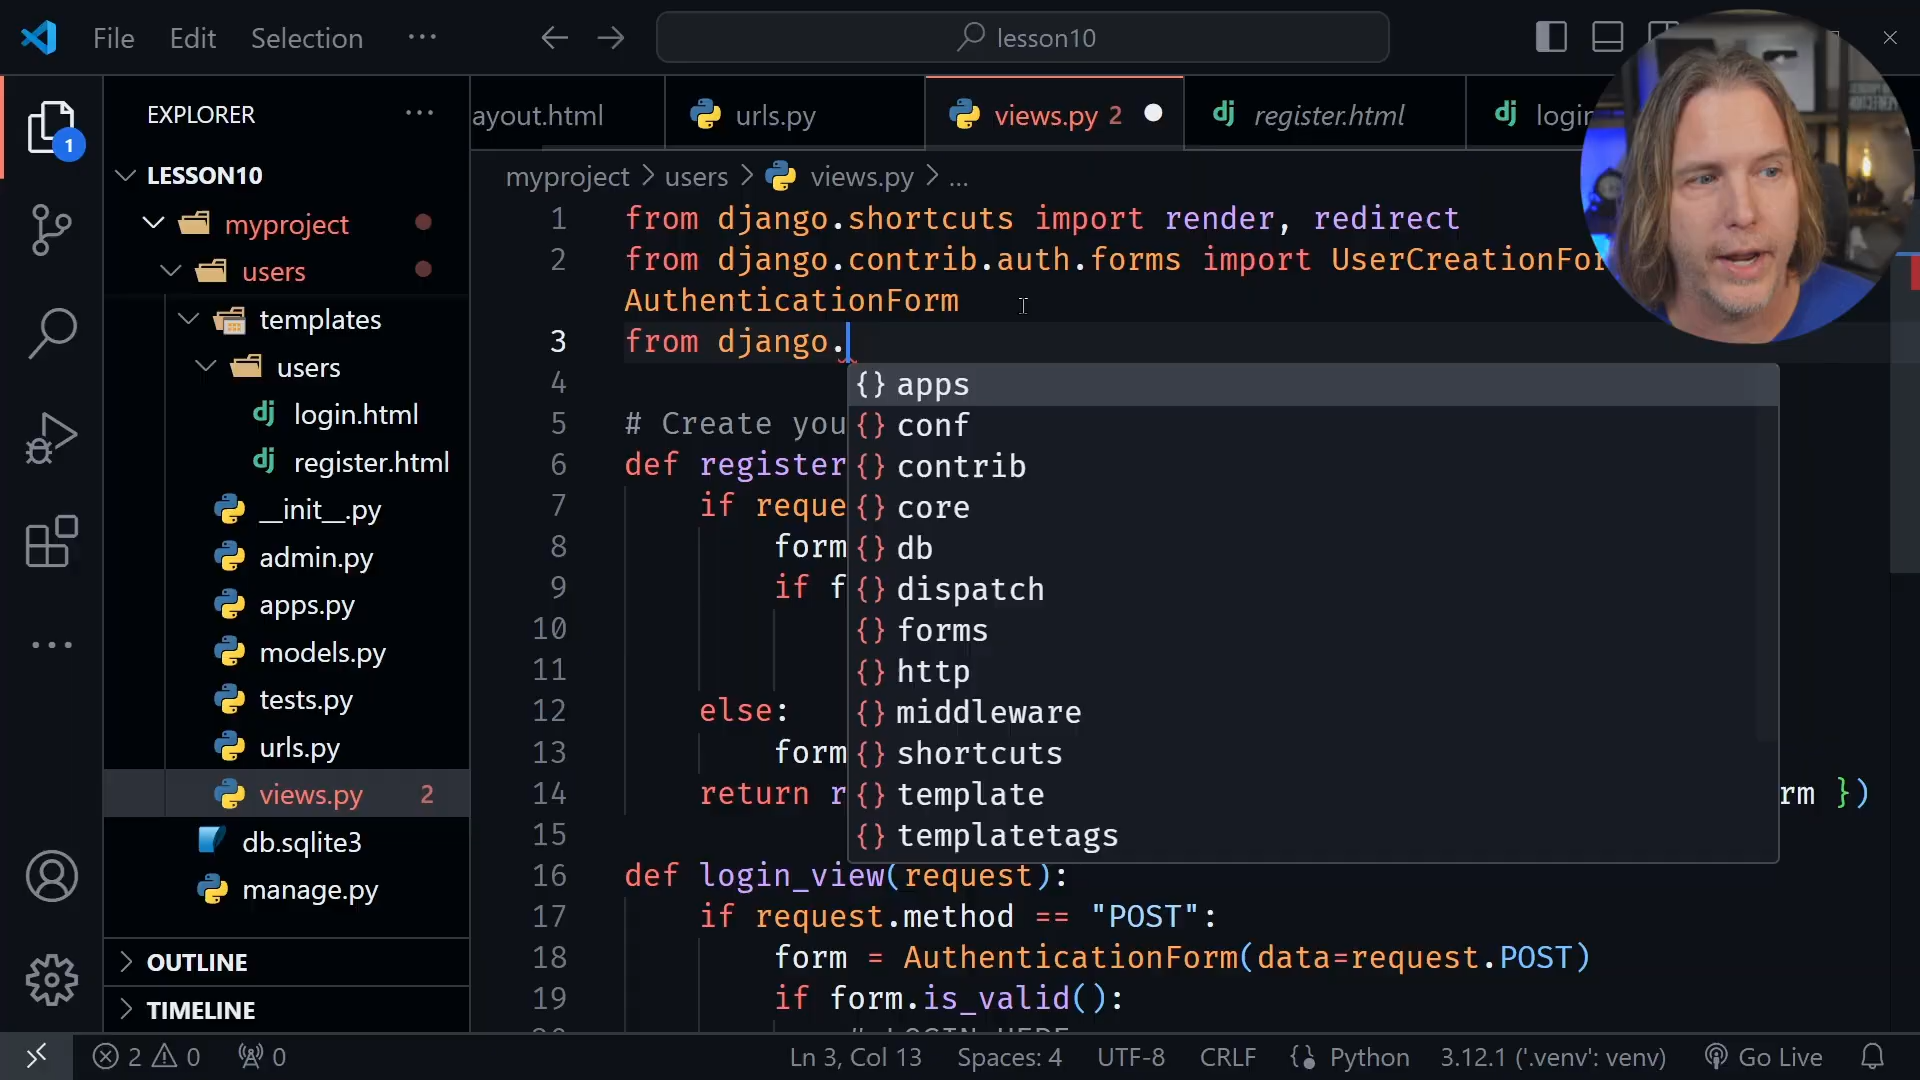 File Edit Selection ···
lesson10
EXPLORER ···
1
LESSON10
myproject
users
templates
users
login.html
register.html
__init__.py
admin.py
apps.py
models.py
tests.py
urls.py
views.py 2
db.sqlite3
manage.py
OUTLINE
TIMELINE
ayout.html
urls.py
views.py 2
register.html
login
myproject > users > views.py > ...
1 from django.shortcuts import render, redirect
2 from django.contrib.auth.forms import UserCreationFor
AuthenticationForm
3 from django.
4
5 # Create you
6 def register
7 if reque
8 form
9 if f
10
11
12 else:
13 form
14 return r
rm })
15
16 def login_view(request):
17 if request.method == "POST":
18 form = AuthenticationForm(data=request.POST)
19 if form.is_valid():
{} apps
{} conf
{} contrib
{} core
{} db
{} dispatch
{} forms
{} http
{} middleware
{} shortcuts
{} template
{} templatetags
2 0 0
Ln 3, Col 13 Spaces: 4 UTF-8 CRLF {} Python 3.12.1 ('.venv': venv) Go Live